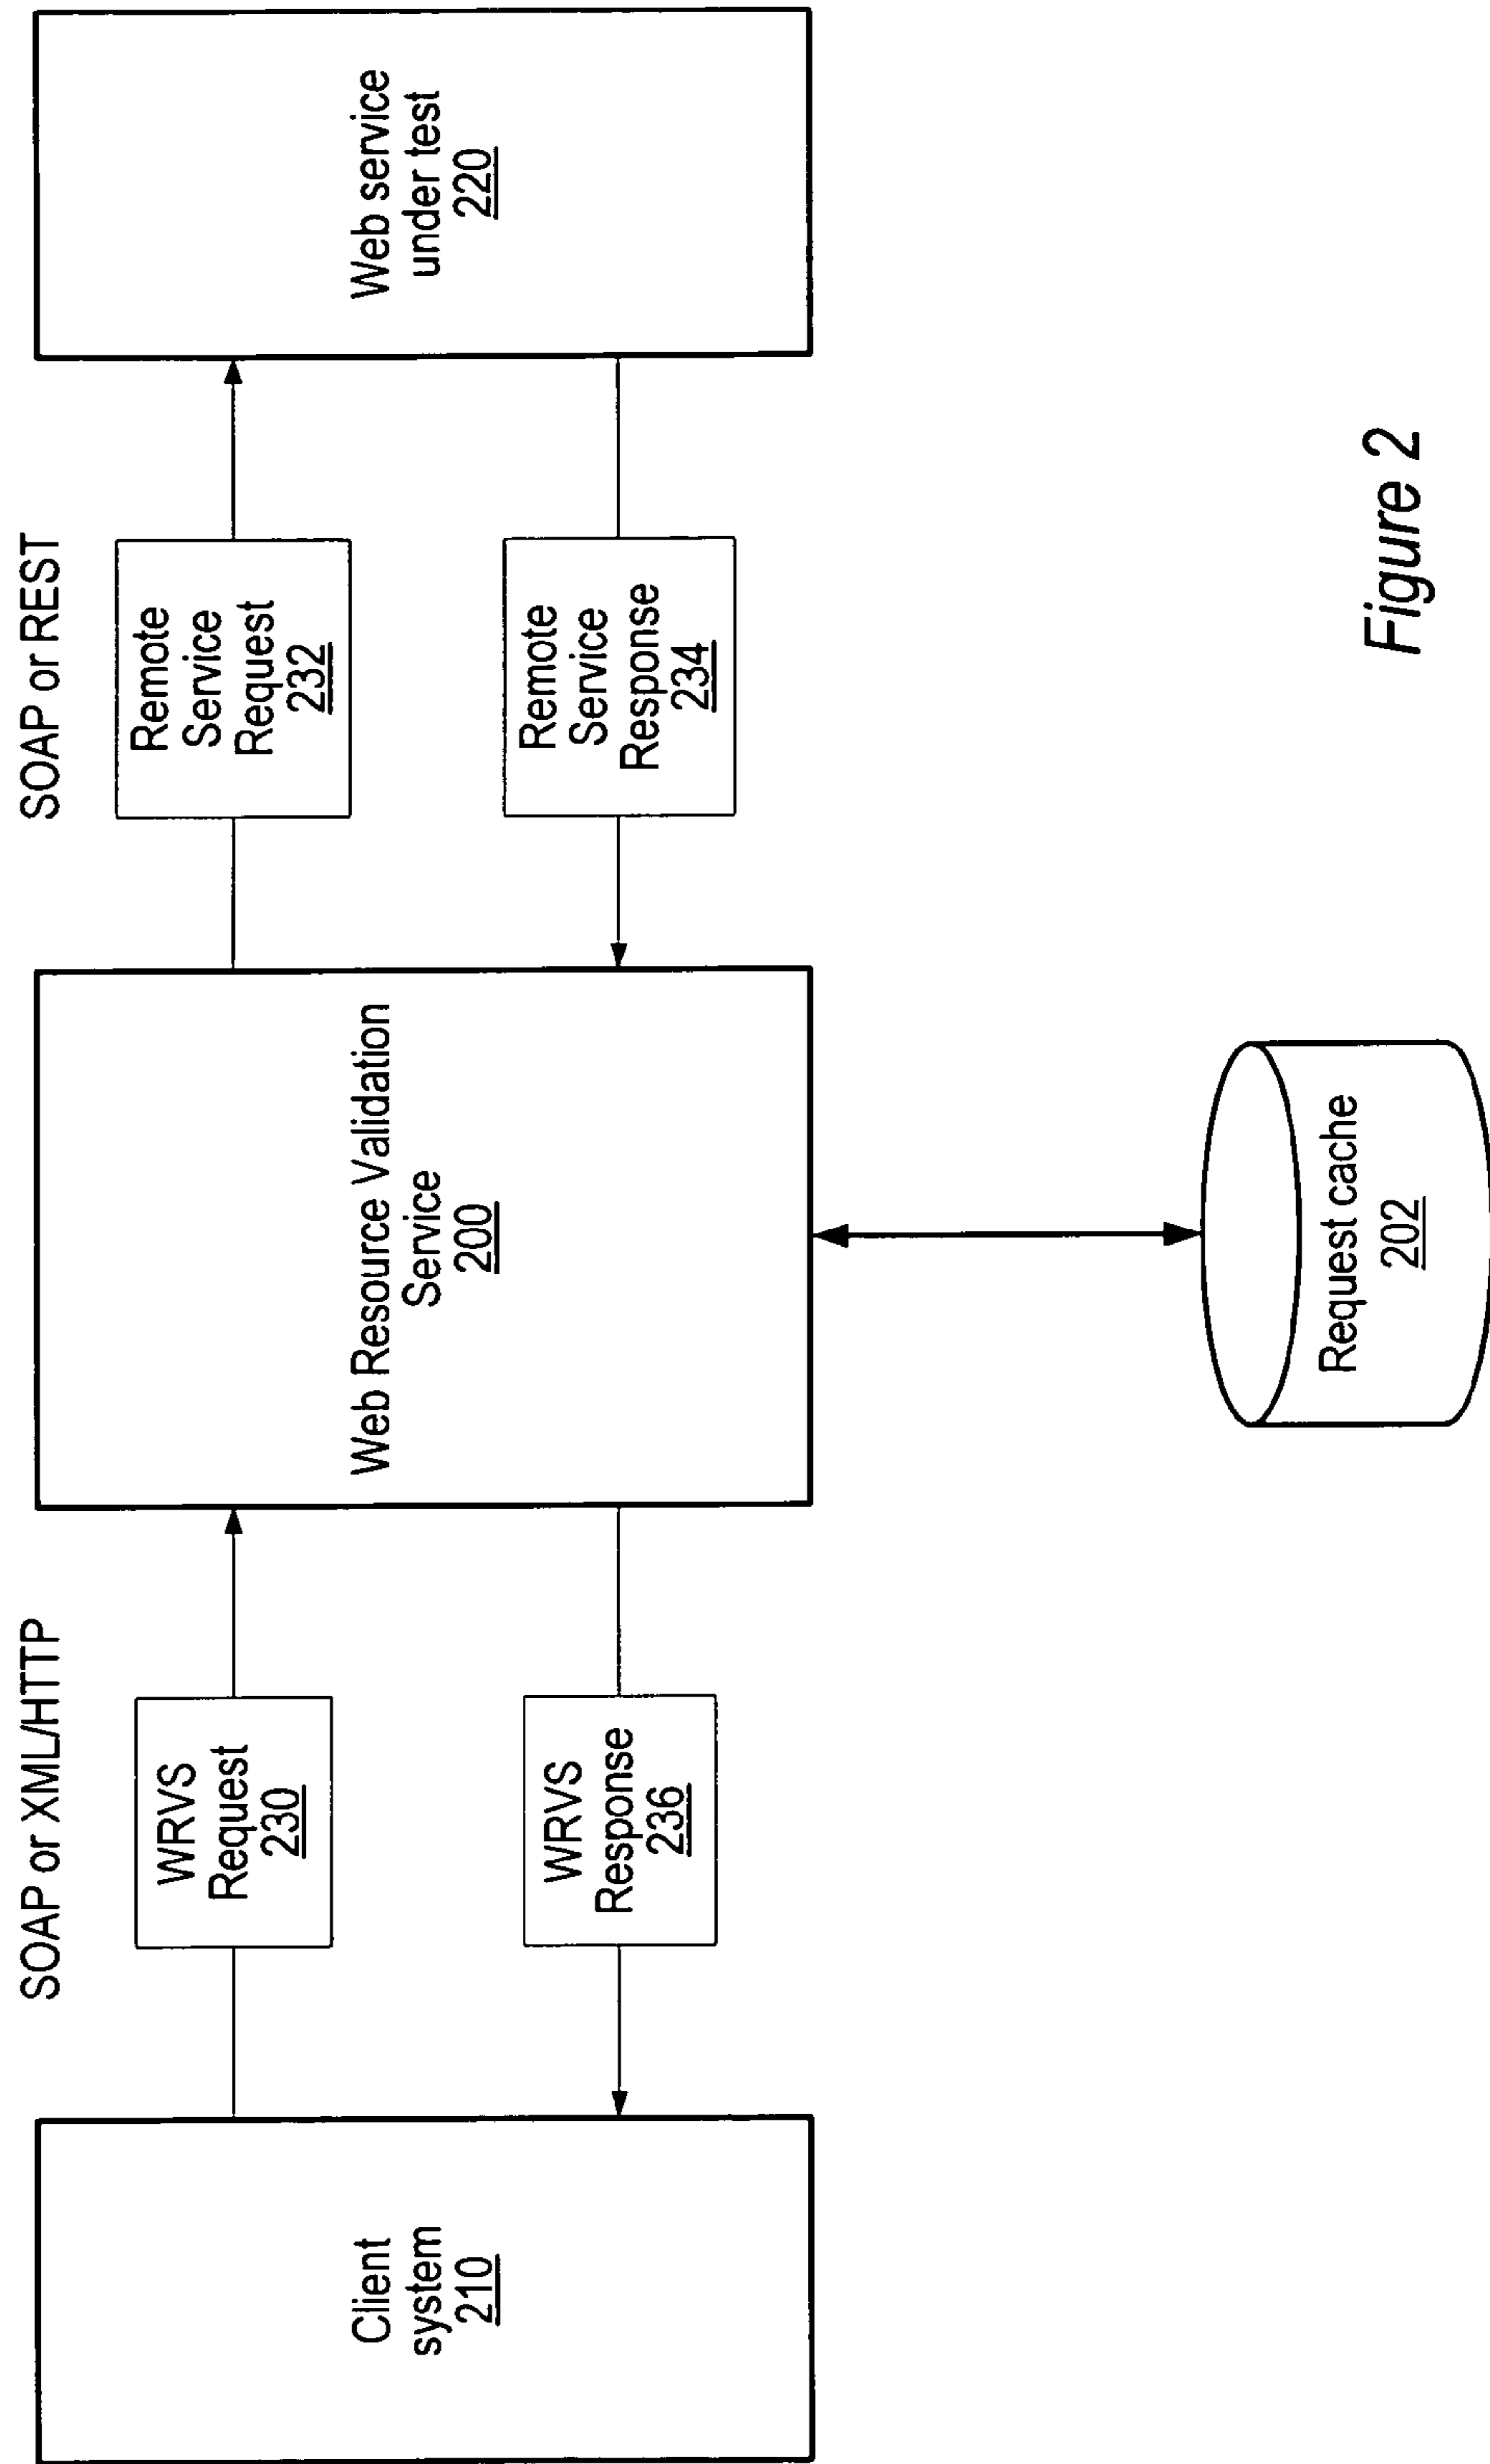 SOAP or XML/HTTP
SOAP or REST
Client
system
210
WRVS
Request
230
WRVS
Response
236
Web Resource Validation
Service
200
Remote
Service
Request
232
Remote
Service
Response
234
Web service
under test
220
Request cache
202
Figure 2